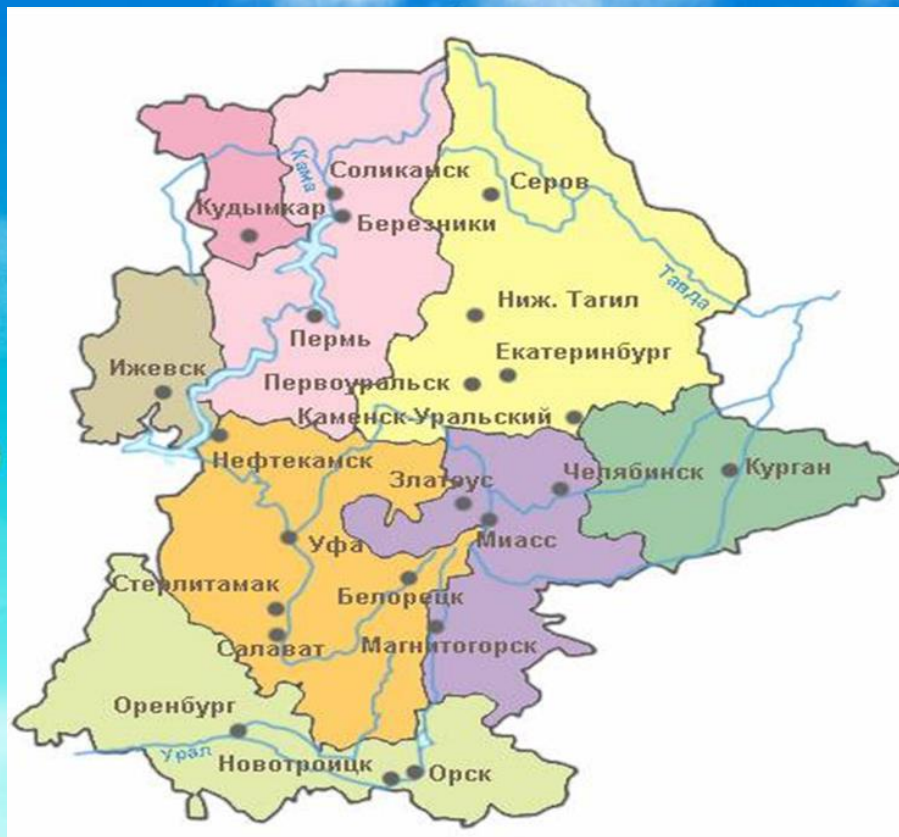 Кама
Соликамск
Серов
Кудымкар
Березники
Тавда
Ниж. Тагил
Пермь
Екатеринбург
Ижевск
Первоуральск
Каменск-Уральский
Нефтекамск
Златоус
Челябинск
Курган
Уфа
Миасс
Стерлитамак
Белорецк
Салават
Магнитогорск
Оренбург
Урал
Новотроицк
Орск